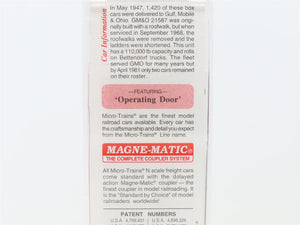 Car Information
In May 1947, 1,420 of these box
cars were delivered to Gulf, Mobile
& Ohio. GM&O 21587 was origi-
nally built with a roofwalk, but when
serviced in September 1968, the
roofwalks were removed and the
ladders were shortened. This unit
has a 110,000 lb capacity and rolls
on Bettendorf trucks. The fleet
served GMO for many years but
by April 1981 only two cars remained
on their roster.
—FEATURING—
'Operating Door'
Micro-Trains® are the finest model
railroad cars available. Every car has
the craftsmanship and detail you expect
from the Micro-Trains® Line name.
MAGNE-MATIC®
THE COMPLETE COUPLER SYSTEM
All Micro-Trains® N scale freight cars
come standard with the delayed
action Magne-Matic® coupler — the
finest coupler in model railroading. It
is the "Standard by Choice" of model
railroaders worldwide!
PATENT NUMBERS